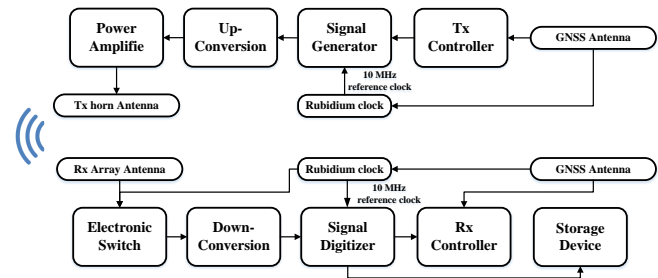 Power
Amplifie
Up-
Conversion
Signal
Generator
Tx
Controller
GNSS Antenna
10 MHz
reference clock
Tx horn Antenna
Rubidium clock
Rx Array Antenna
Rubidium clock
GNSS Antenna
10 MHz
reference clock
Electronic
Switch
Down-
Conversion
Signal
Digitizer
Rx
Controller
Storage
Device